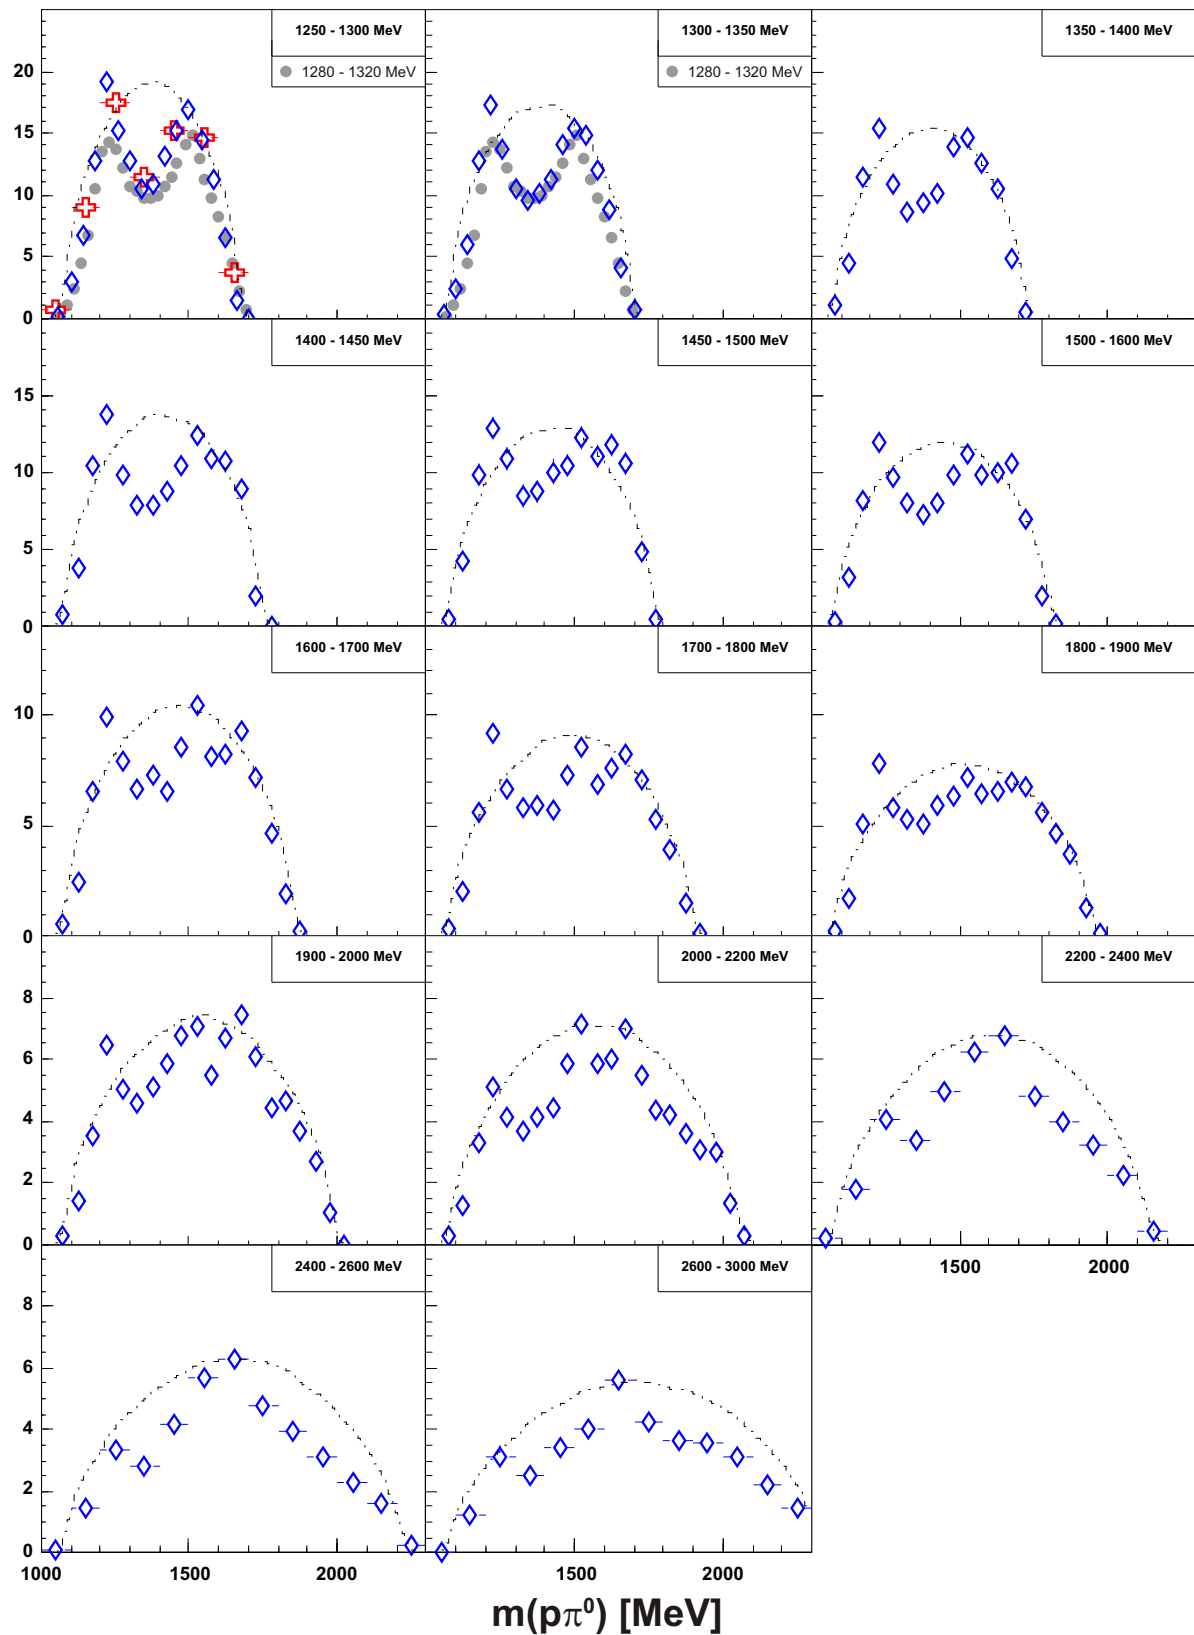 1250 - 1300 MeV 1300 - 1350 MeV 1350 - 1400 MeV
1280 - 1320 MeV 1280 - 1320 MeV
20
15
10
5
0
1400 - 1450 MeV 1450 - 1500 MeV 1500 - 1600 MeV
15
10
5
0
1600 - 1700 MeV 1700 - 1800 MeV 1800 - 1900 MeV
10
5
0
1900 - 2000 MeV 2000 - 2200 MeV 2200 - 2400 MeV
8
6
4
2
0
2400 - 2600 MeV 2600 - 3000 MeV
1500 2000
8
6
4
2
0
1000 1500 2000 1500 2000
m(pπ⁰) [MeV]